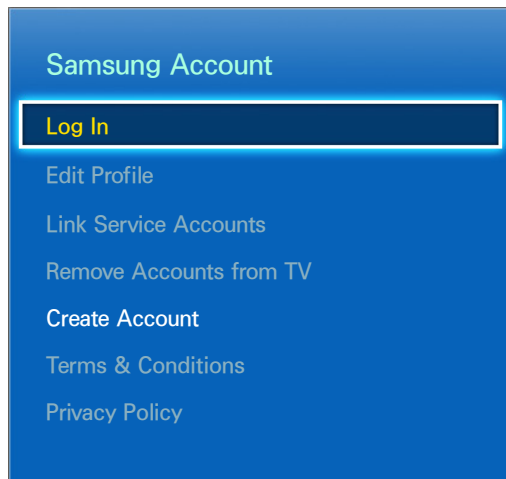 Samsung Account
Log In
Edit Profile
Link Service Accounts
Remove Accounts from TV
Create Account
Terms & Conditions
Privacy Policy